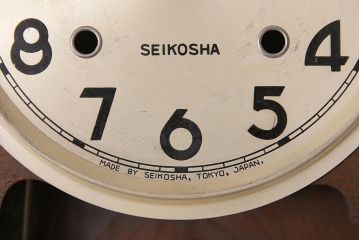 SEIKOSHA
8 7 6 5 4
MADE BY SEIKOSHA, TOKYO, JAPAN.